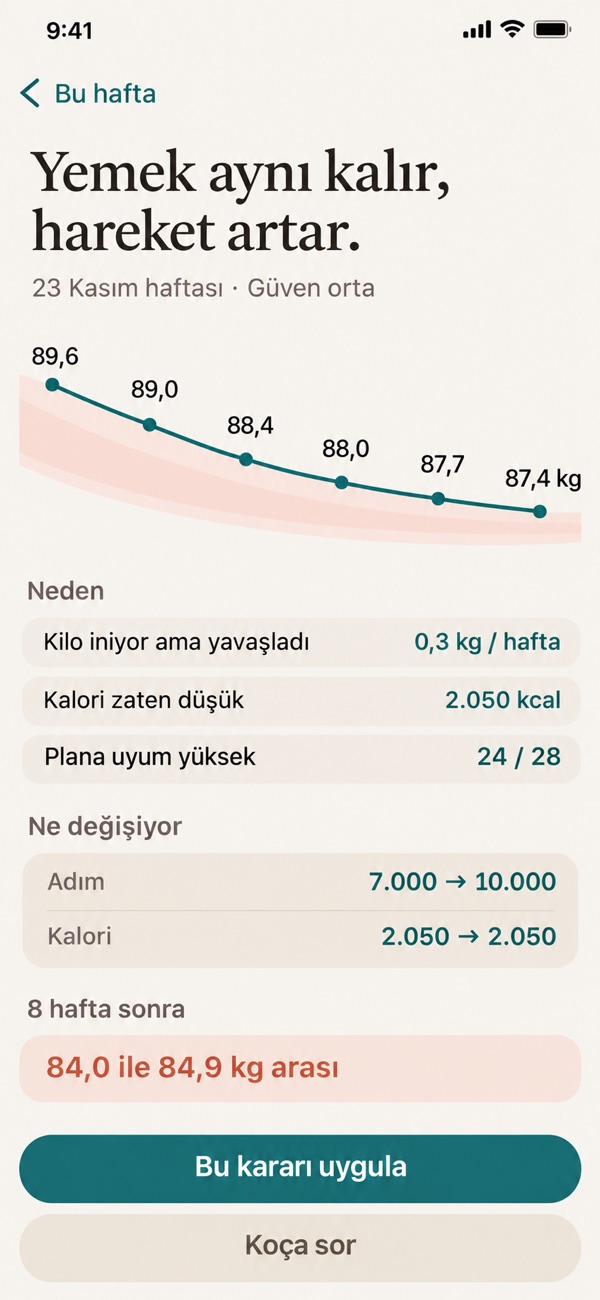 9:41
Bu hafta
Yemek aynı kalır,
hareket artar.
23 Kasım haftası · Güven orta
89,6
89,0
88,4
88,0
87,7
87,4 kg
Neden
Kilo iniyor ama yavaşladı 0,3 kg / hafta
Kalori zaten düşük 2.050 kcal
Plana uyum yüksek 24 / 28
Ne değişiyor
Adım 7.000 → 10.000
Kalori 2.050 → 2.050
8 hafta sonra
84,0 ile 84,9 kg arası
Bu kararı uygula
Koça sor